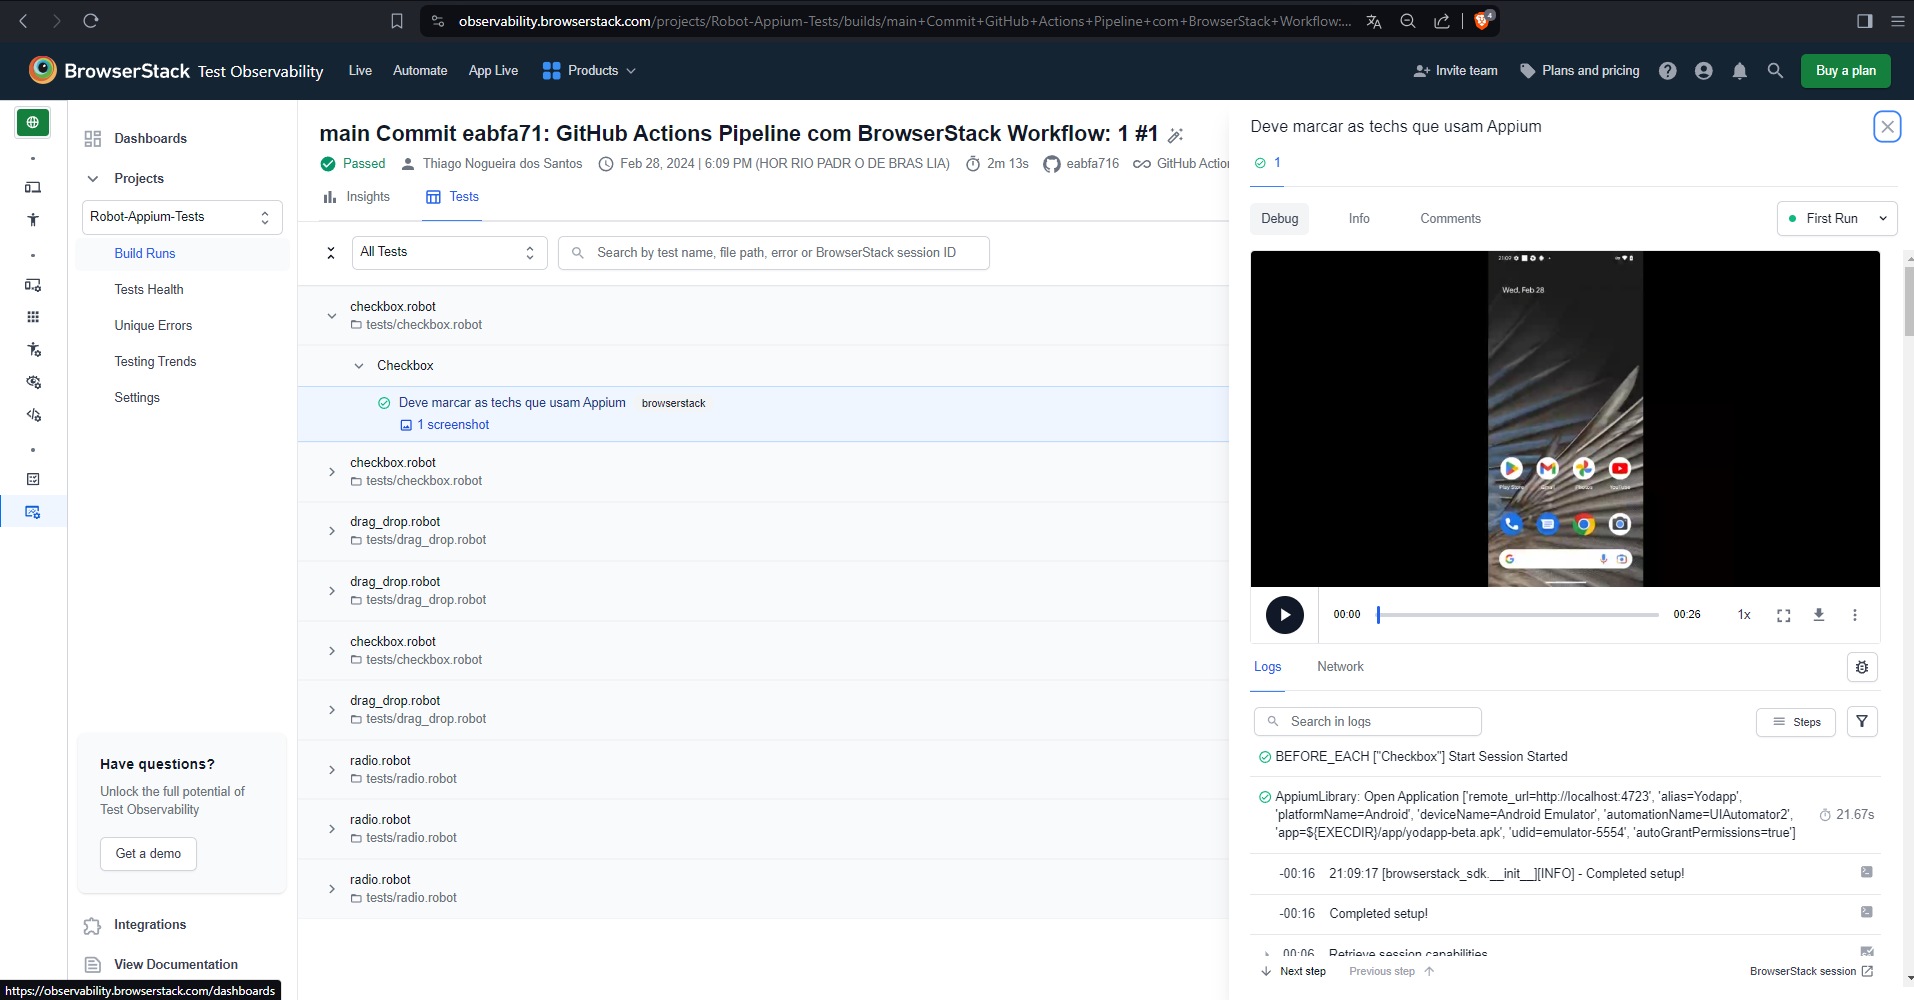 observability.browserstack.com/projects/Robot-Appium-Tests/builds/main+Commit+GitHub+Actions+Pipeline+com+BrowserStack+Workflow:...
4
BrowserStack Test Observability
Live
Automate
App Live
Products
Invite team
Plans and pricing
Buy a plan
Dashboards
Projects
Robot-Appium-Tests
Build Runs
Tests Health
Unique Errors
Testing Trends
Settings
Have questions?
Unlock the full potential of
Test Observability
Get a demo
Integrations
View Documentation
https://observability.browserstack.com/dashboards
main Commit eabfa71: GitHub Actions Pipeline com BrowserStack Workflow: 1 #1
Passed
Thiago Nogueira dos Santos
Feb 28, 2024 | 6:09 PM (HOR RIO PADR O DE BRAS LIA)
2m 13s
eabfa716
GitHub Action
Insights
Tests
All Tests
Search by test name, file path, error or BrowserStack session ID
checkbox.robot
tests/checkbox.robot
Checkbox
Deve marcar as techs que usam Appium
browserstack
1 screenshot
checkbox.robot
tests/checkbox.robot
drag_drop.robot
tests/drag_drop.robot
drag_drop.robot
tests/drag_drop.robot
checkbox.robot
tests/checkbox.robot
drag_drop.robot
tests/drag_drop.robot
radio.robot
tests/radio.robot
radio.robot
tests/radio.robot
radio.robot
tests/radio.robot
Deve marcar as techs que usam Appium
1
Debug
Info
Comments
First Run
21:09
Wed, Feb 28
Play Store
Gmail
Photos
YouTube
00:00
00:26
1x
Logs
Network
Search in logs
Steps
BEFORE_EACH ["Checkbox"] Start Session Started
AppiumLibrary: Open Application ['remote_url=http://localhost:4723', 'alias=Yodapp',
'platformName=Android', 'deviceName=Android Emulator', 'automationName=UIAutomator2',
'app=${EXECDIR}/app/yodapp-beta.apk', 'udid=emulator-5554', 'autoGrantPermissions=true']
21.67s
-00:16 21:09:17 [browserstack_sdk.__init__][INFO] - Completed setup!
-00:16 Completed setup!
00:06 Retrieve session capabilities
Next step
Previous step
BrowserStack session